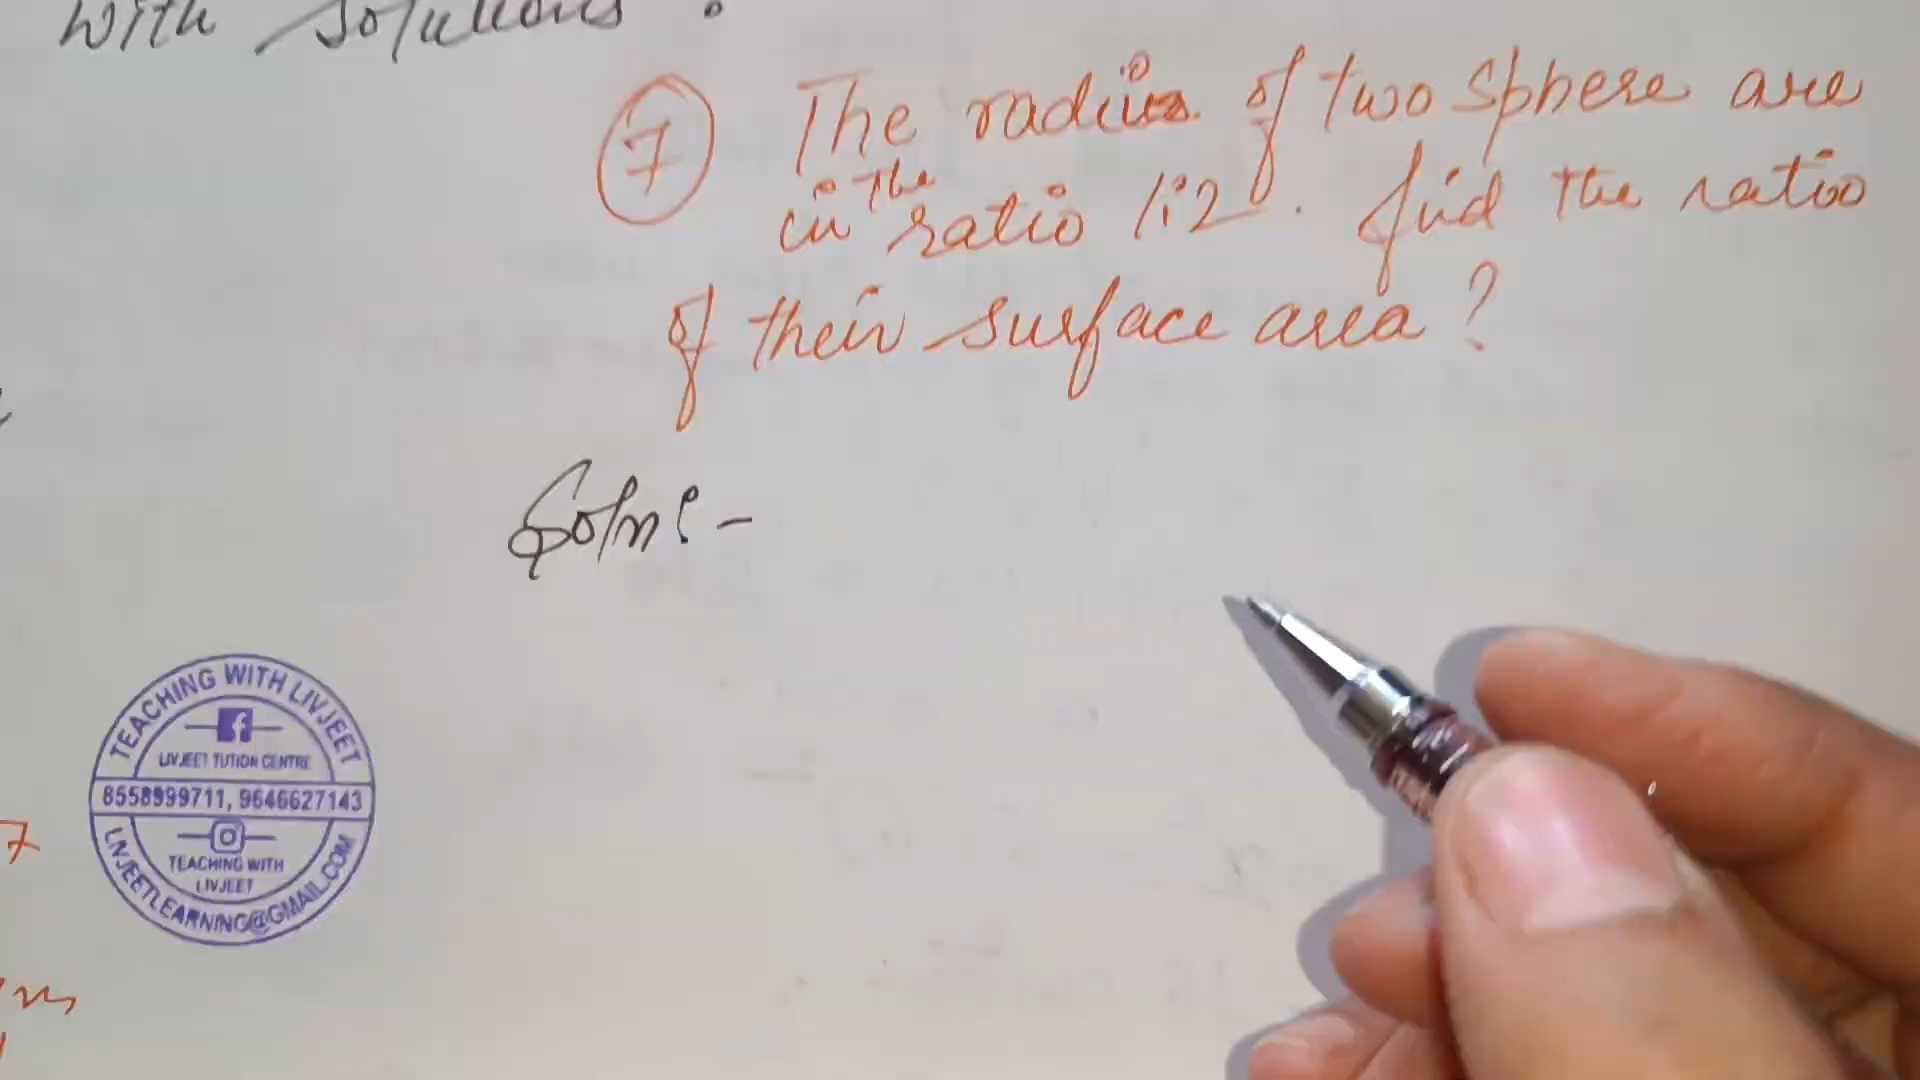 with solutions :
7 The radius of two sphere are
in the ratio 1:2. find the ratio
of their surface area?
Soln:-
TEACHING WITH LIVJEET
LIVJEET TUTION CENTRE
8558999711, 9646627143
TEACHING WITH
LIVJEET
LIVJEETLEARNING@GMAIL.COM
7